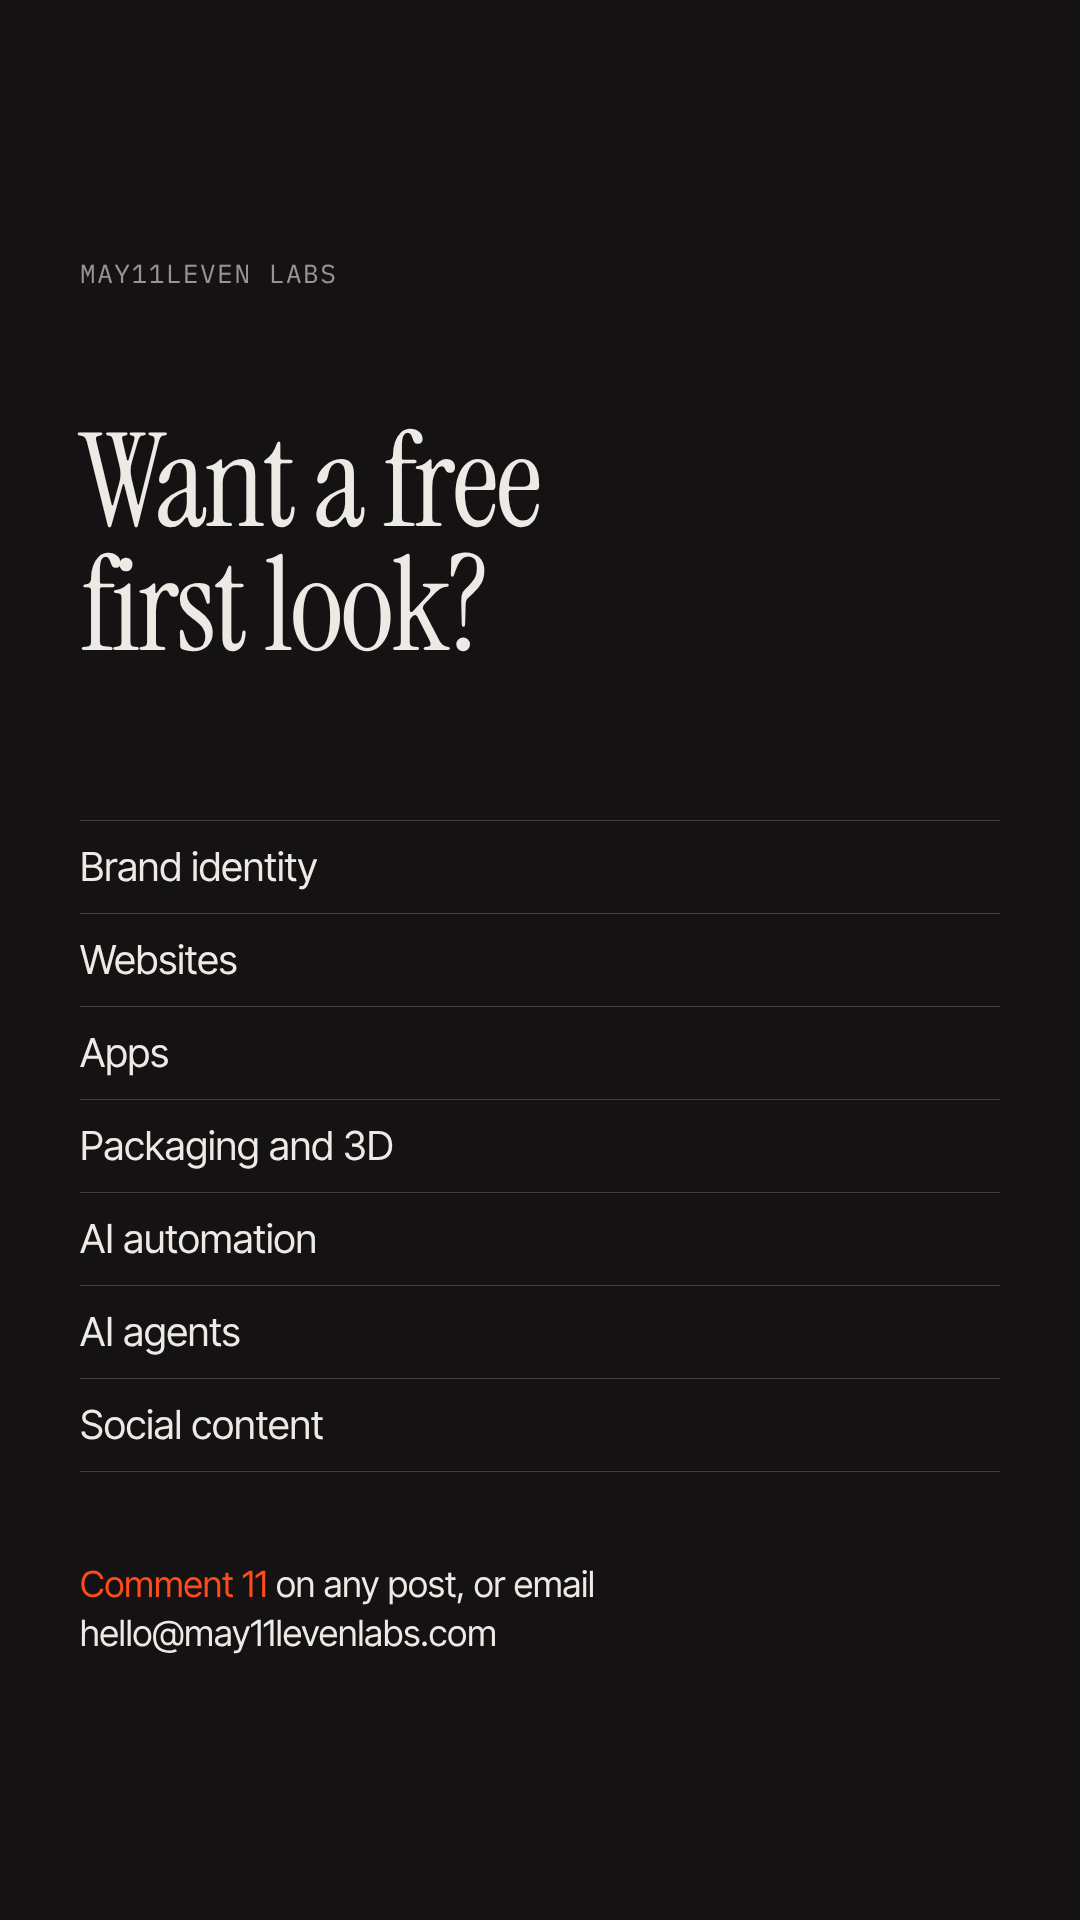 MAY11LEVEN LABS
Want a free
first look?
Brand identity
Websites
Apps
Packaging and 3D
AI automation
AI agents
Social content
Comment 11 on any post, or email
hello@may11levenlabs.com